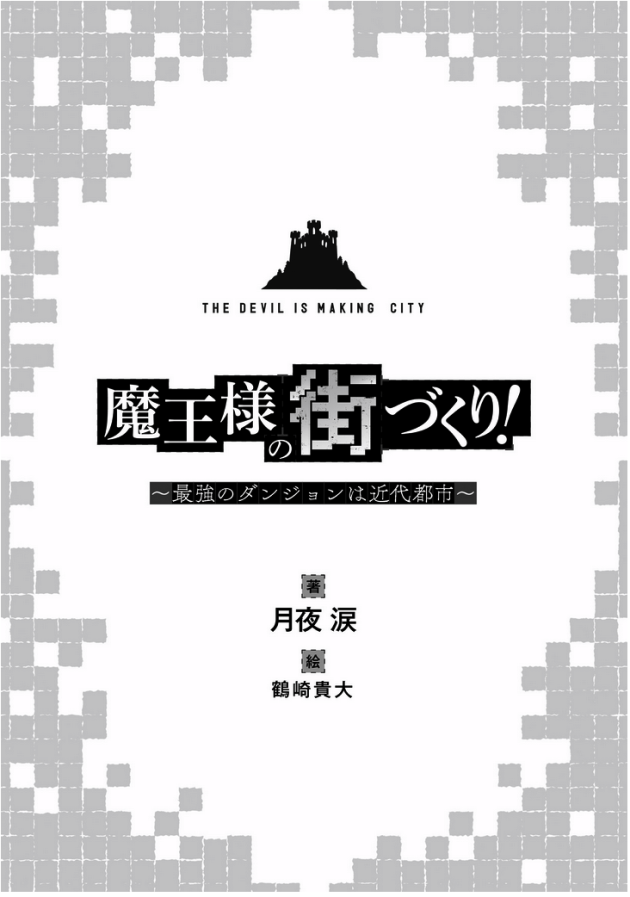 THE DEVIL IS MAKING CITY
魔王様の街づくり!
～最強のダンジョンは近代都市～
著
月夜 涙
絵
鶴崎貴大